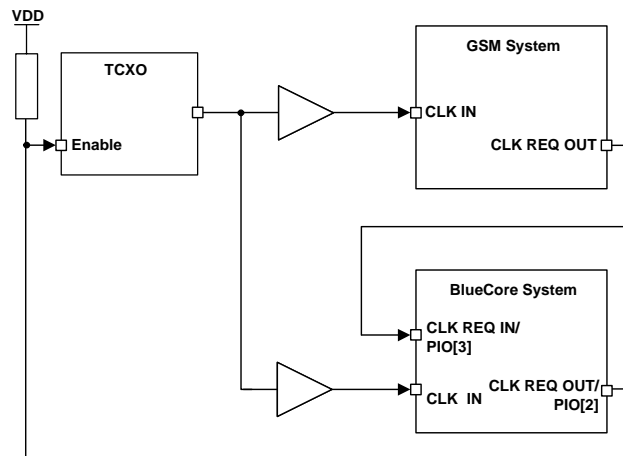 VDD
TCXO
Enable
GSM System
CLK IN
CLK REQ OUT
BlueCore System
CLK REQ IN/
PIO[3]
CLK IN
CLK REQ OUT/
PIO[2]